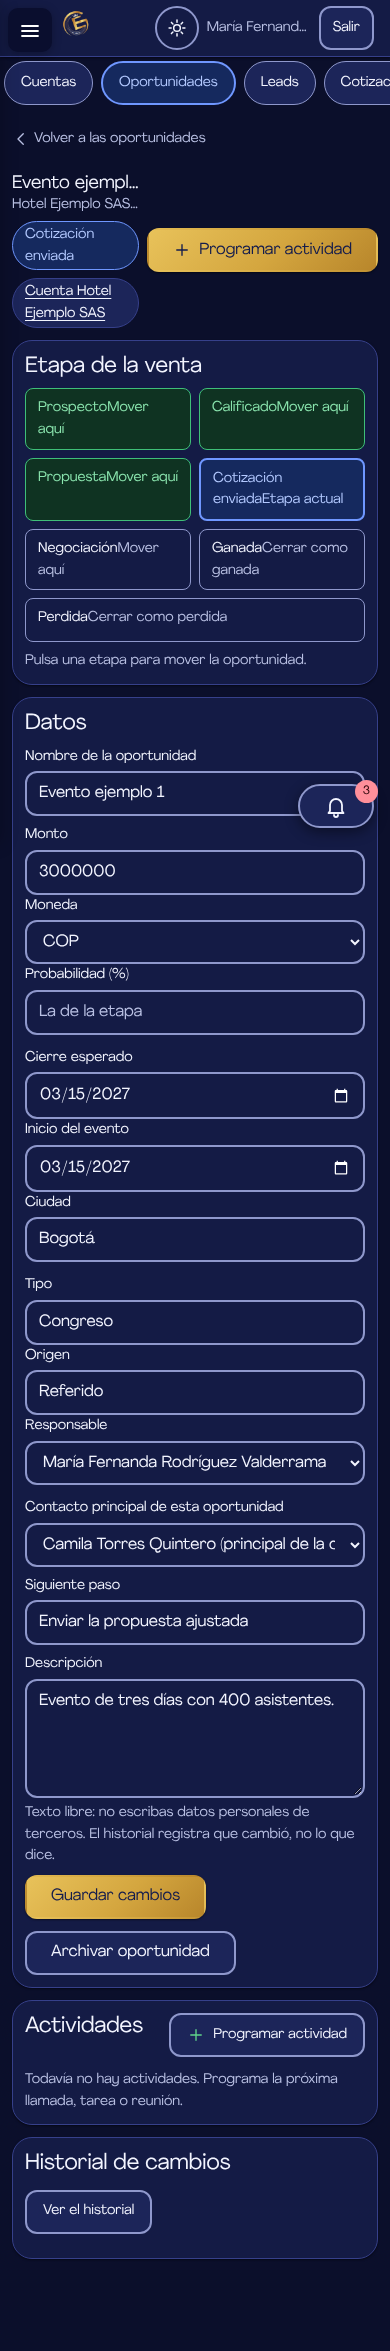 María Fernand...
Salir
Cuentas
Oportunidades
Leads
Cotizac
Volver a las oportunidades
Evento ejempl...
Hotel Ejemplo SAS...
Cotización
enviada
Programar actividad
Cuenta Hotel
Ejemplo SAS
Etapa de la venta
ProspectoMover
aquí
CalificadoMover aquí
PropuestaMover aquí
Cotización
enviadaEtapa actual
NegociaciónMover
aquí
GanadaCerrar como
ganada
PerdidaCerrar como perdida
Pulsa una etapa para mover la oportunidad.
Datos
Nombre de la oportunidad
Evento ejemplo 1
3
Monto
3000000
Moneda
COP
Probabilidad (%)
La de la etapa
Cierre esperado
03/15/2027
Inicio del evento
03/15/2027
Ciudad
Bogotá
Tipo
Congreso
Origen
Referido
Responsable
María Fernanda Rodríguez Valderrama
Contacto principal de esta oportunidad
Camila Torres Quintero (principal de la c
Siguiente paso
Enviar la propuesta ajustada
Descripción
Evento de tres días con 400 asistentes.
Texto libre: no escribas datos personales de
terceros. El historial registra que cambió, no lo que
dice.
Guardar cambios
Archivar oportunidad
Actividades
Programar actividad
Todavía no hay actividades. Programa la próxima
llamada, tarea o reunión.
Historial de cambios
Ver el historial